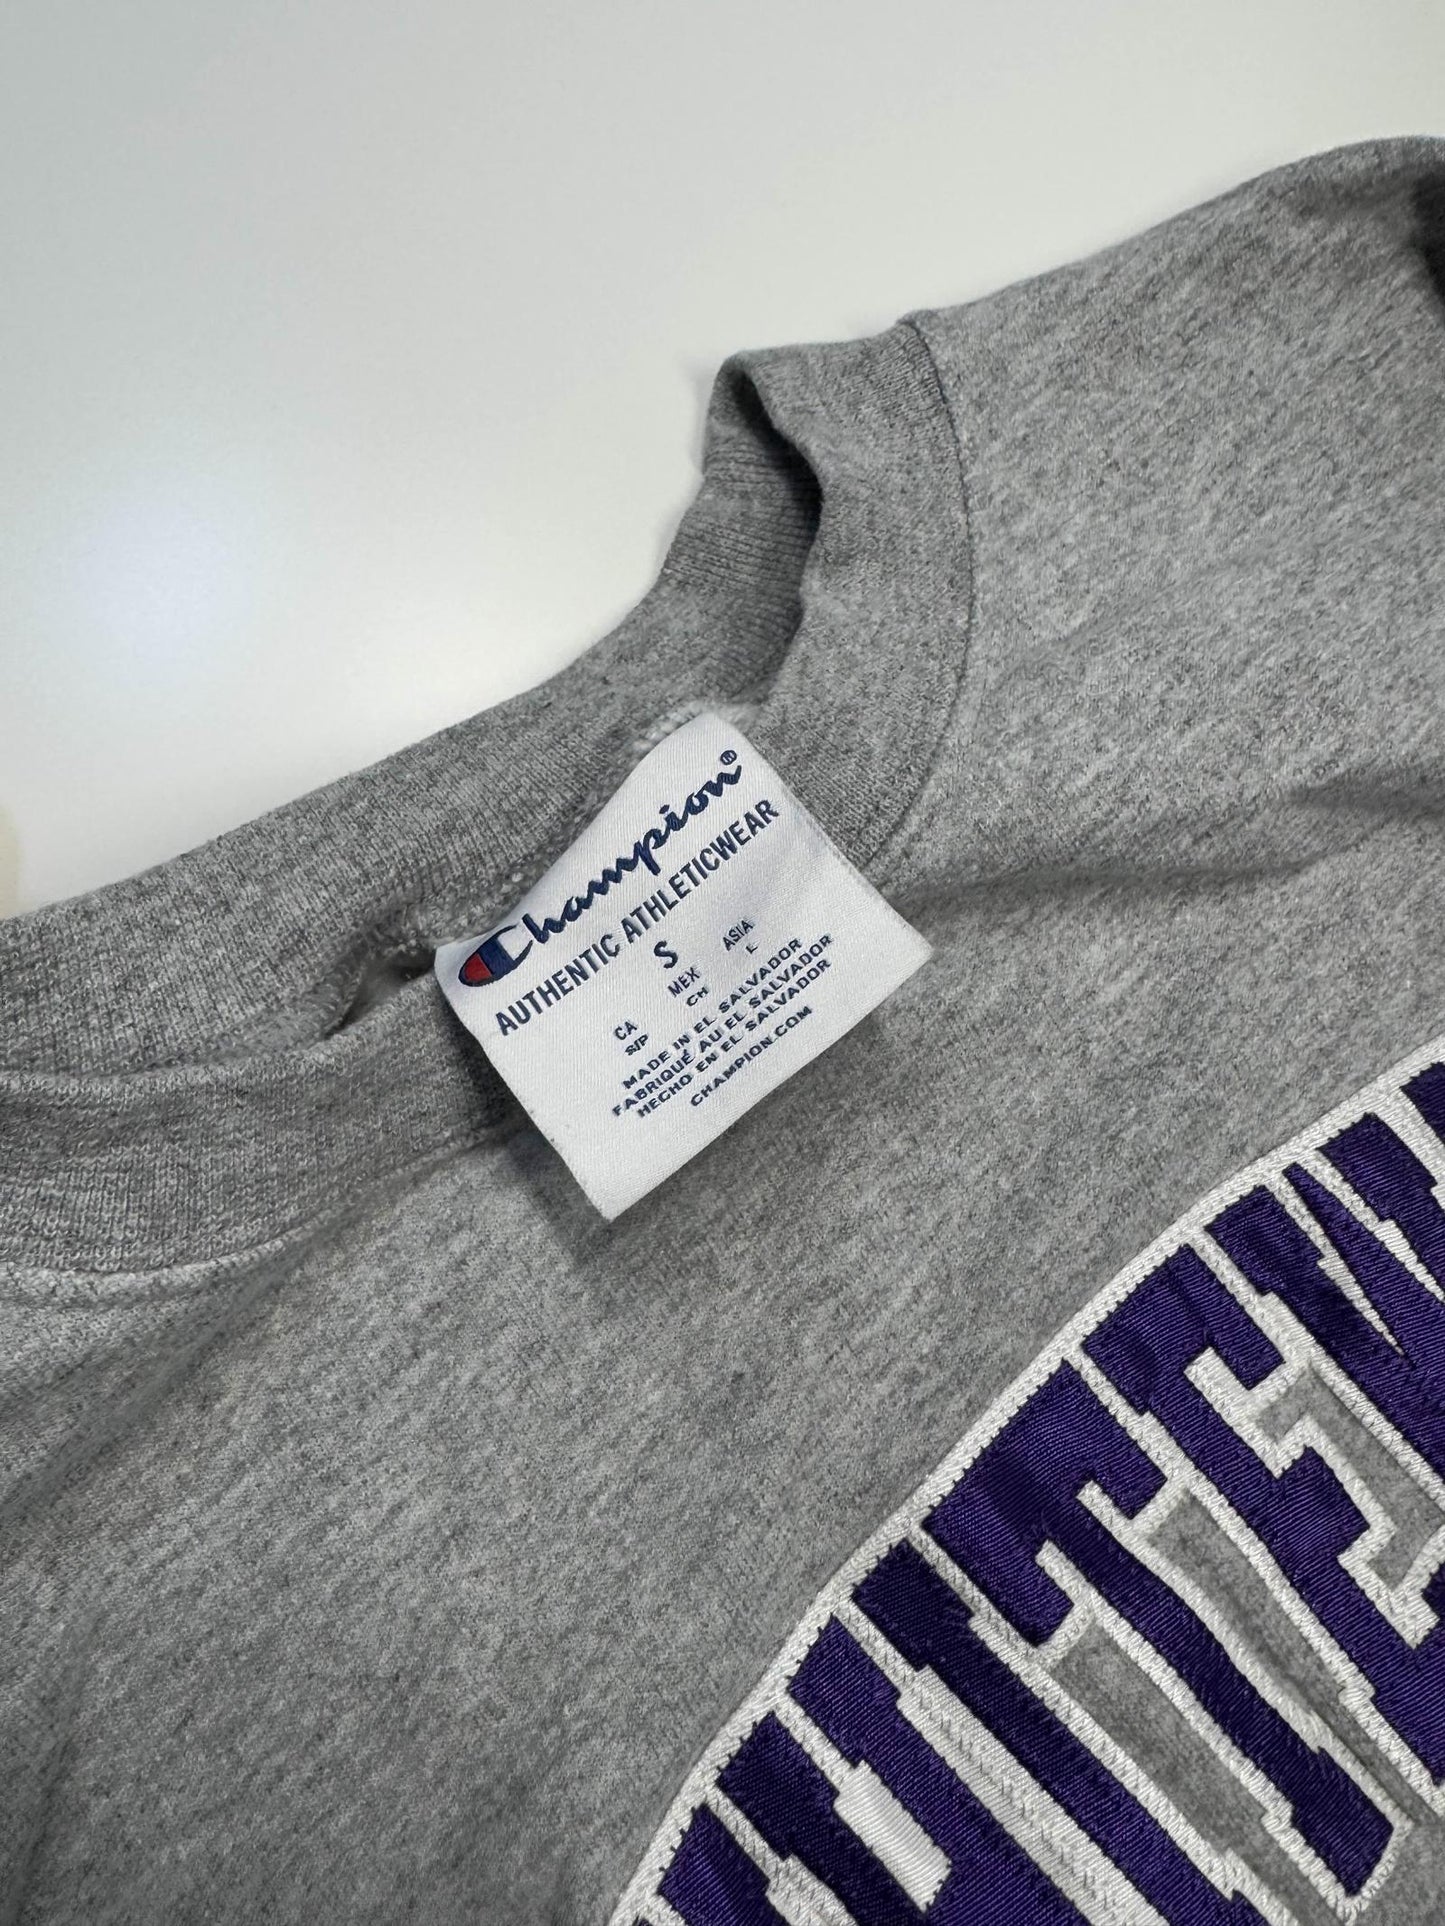 Champion®
AUTHENTIC ATHLETICWEAR
S
CA MEX ASIA
S/P CH L
MADE IN EL SALVADOR
FABRIQUÉ AU EL SALVADOR
HECHO EN EL SALVADOR
CHAMPION.COM